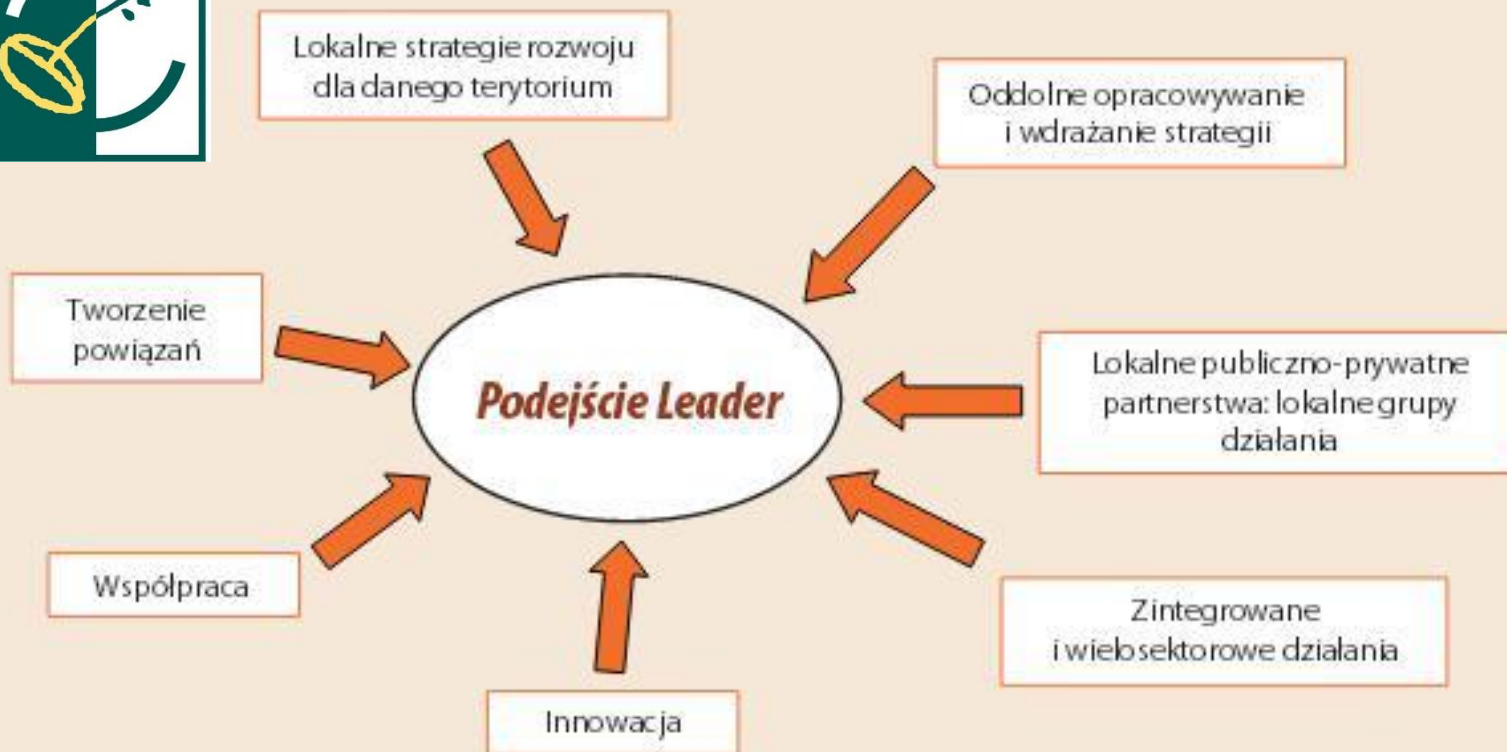 Lokalne strategie rozwoju
dla danego terytorium
Oddolne opracowywanie
i wdrażanie strategii
Tworzenie
powiązań
Podejście Leader
Lokalne publiczno-prywatne
partnerstwa: lokalne grupy
działania
Współpraca
Zintegrowane
i wielosektorowe działania
Innowacja